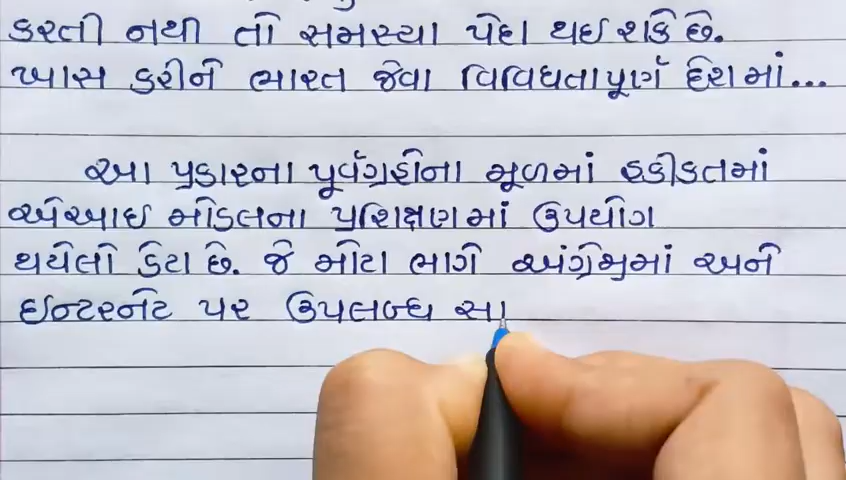 કરતી નથી તો સમસ્યા પેદા થઈ શકે છે.
ખાસ કરીને ભારત જેવા વિવિધતાપૂર્ણ દેશમાં...
આ પ્રકારના પૂર્વગ્રહોના મૂળમાં હકીકતમાં
એઆઈ મોડલના પ્રશિક્ષણમાં ઉપયોગ
થયેલો ડેટા છે. જે મોટા ભાગે અંગ્રેજીમાં અને
ઇન્ટરનેટ પર ઉપલબ્ધ સા